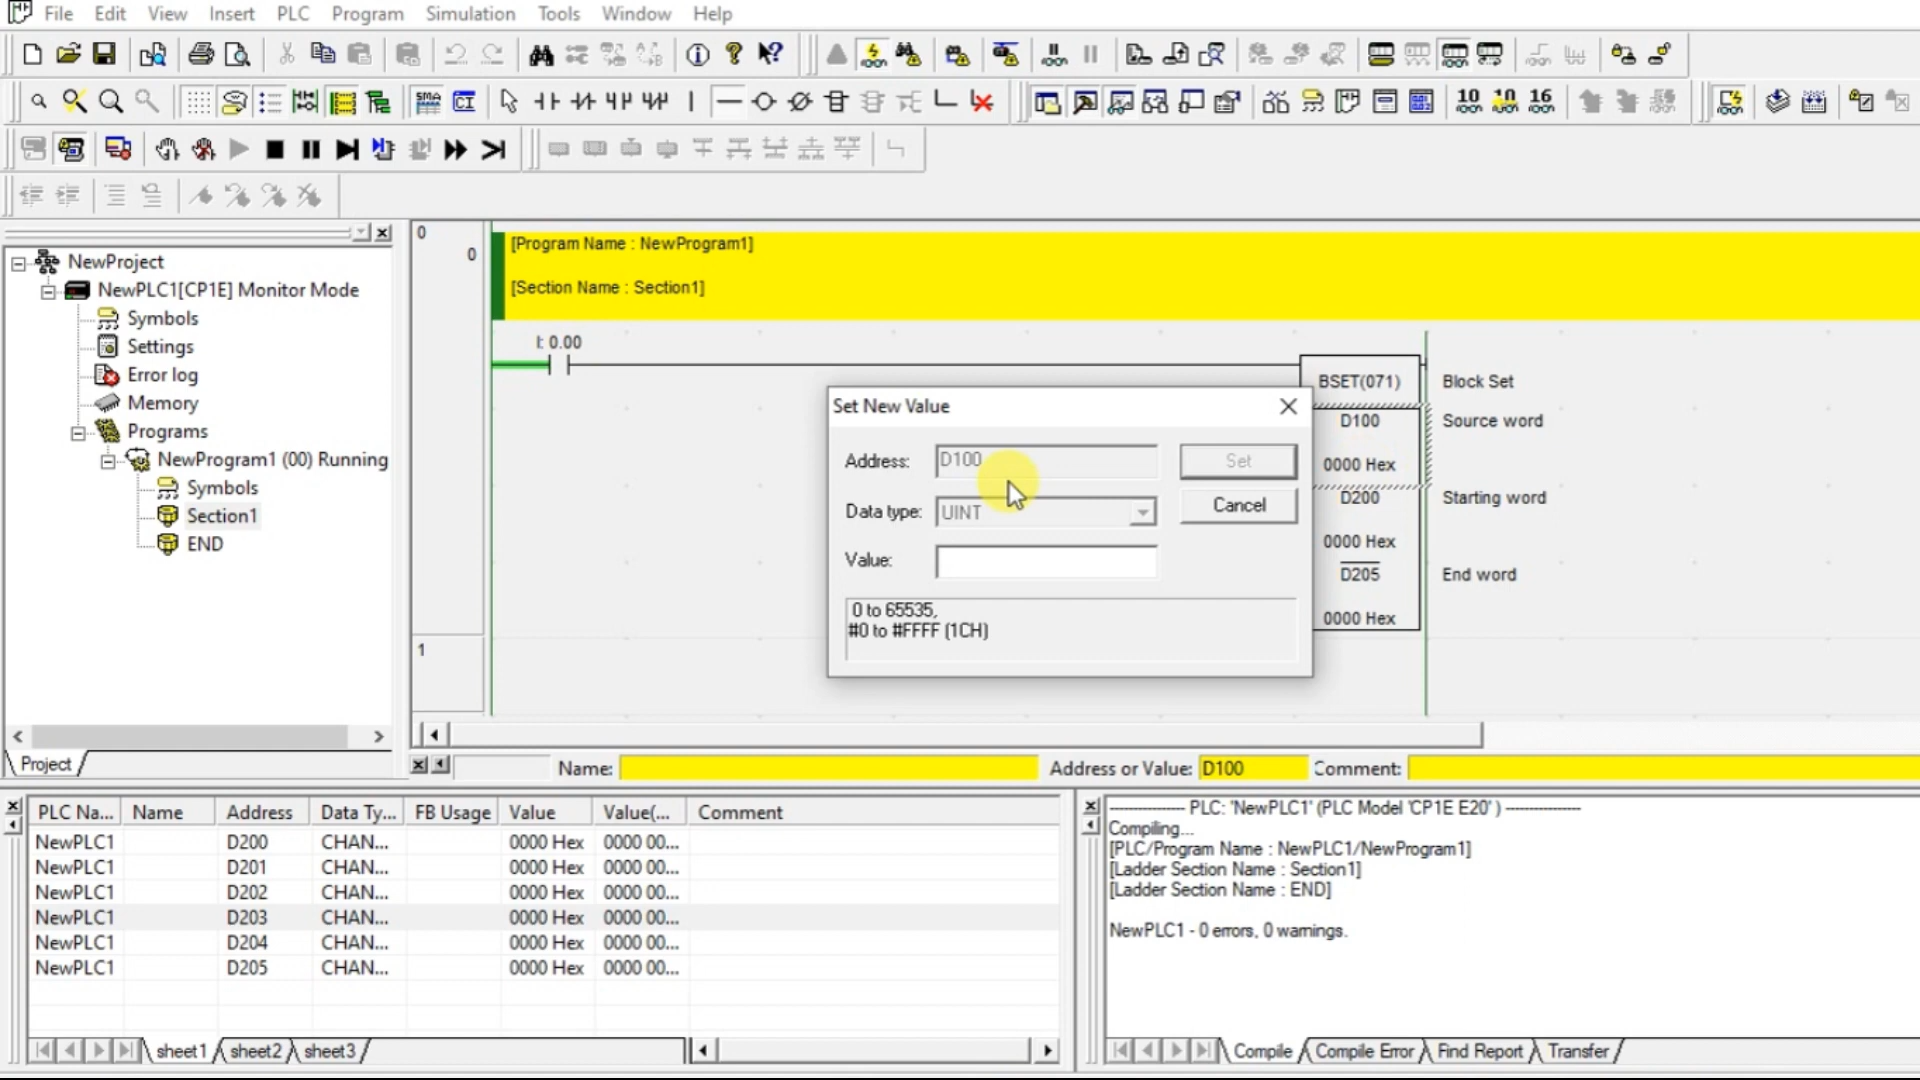 File Edit View Insert PLC Program Simulation Tools Window Help
SMA CI 10 10 16
0
0
[Program Name : NewProgram1]
[Section Name : Section1]
NewProject
NewPLC1[CP1E] Monitor Mode
Symbols
Settings
Error log
Memory
Programs
NewProgram1 (00) Running
Symbols
Section1
END
Project
I: 0.00
BSET(071) Block Set
D100 Source word
0000 Hex
D200 Starting word
0000 Hex
D205 End word
0000 Hex
1
Set New Value
Address: D100 Set
Data type: UINT Cancel
Value:
0 to 65535,
#0 to #FFFF (1CH)
Name: Address or Value: D100 Comment:
PLC Na... Name Address Data Ty... FB Usage Value Value(... Comment
NewPLC1 D200 CHAN... 0000 Hex 0000 00...
NewPLC1 D201 CHAN... 0000 Hex 0000 00...
NewPLC1 D202 CHAN... 0000 Hex 0000 00...
NewPLC1 D203 CHAN... 0000 Hex 0000 00...
NewPLC1 D204 CHAN... 0000 Hex 0000 00...
NewPLC1 D205 CHAN... 0000 Hex 0000 00...
sheet1 sheet2 sheet3
---------------- PLC: 'NewPLC1' (PLC Model 'CP1E E20' ) ----------------
Compiling...
[PLC/Program Name : NewPLC1/NewProgram1]
[Ladder Section Name : Section1]
[Ladder Section Name : END]
NewPLC1 - 0 errors, 0 warnings.
Compile Compile Error Find Report Transfer